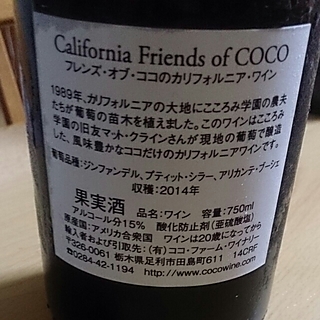 California Friends of COCO
フレンズ・オブ・ココのカリフォルニア・ワイン
1989年、カリフォルニアの大地にこころみ学園の農夫
たちが葡萄の苗木を植えました。このワインはこころみ
学園の旧友マット・クラインさんが現地の葡萄で醸造
した、風味豊かなココだけのカリフォルニアワインです。
葡萄品種：ジンファンデル、プティット・シラー、アリカンテ・ブーシェ
収穫：2014年
果実酒 品名：ワイン 容量：750ml
アルコール分15% 酸化防止剤（亜硫酸塩）
原産国：アメリカ合衆国 ワインは20歳になってから
輸入者および引取先：（有）ココ・ファーム・ワイナリー
〒326-0061 栃木県足利市田島町611 14CRF
☎0284-42-1194 http://www.cocowine.com